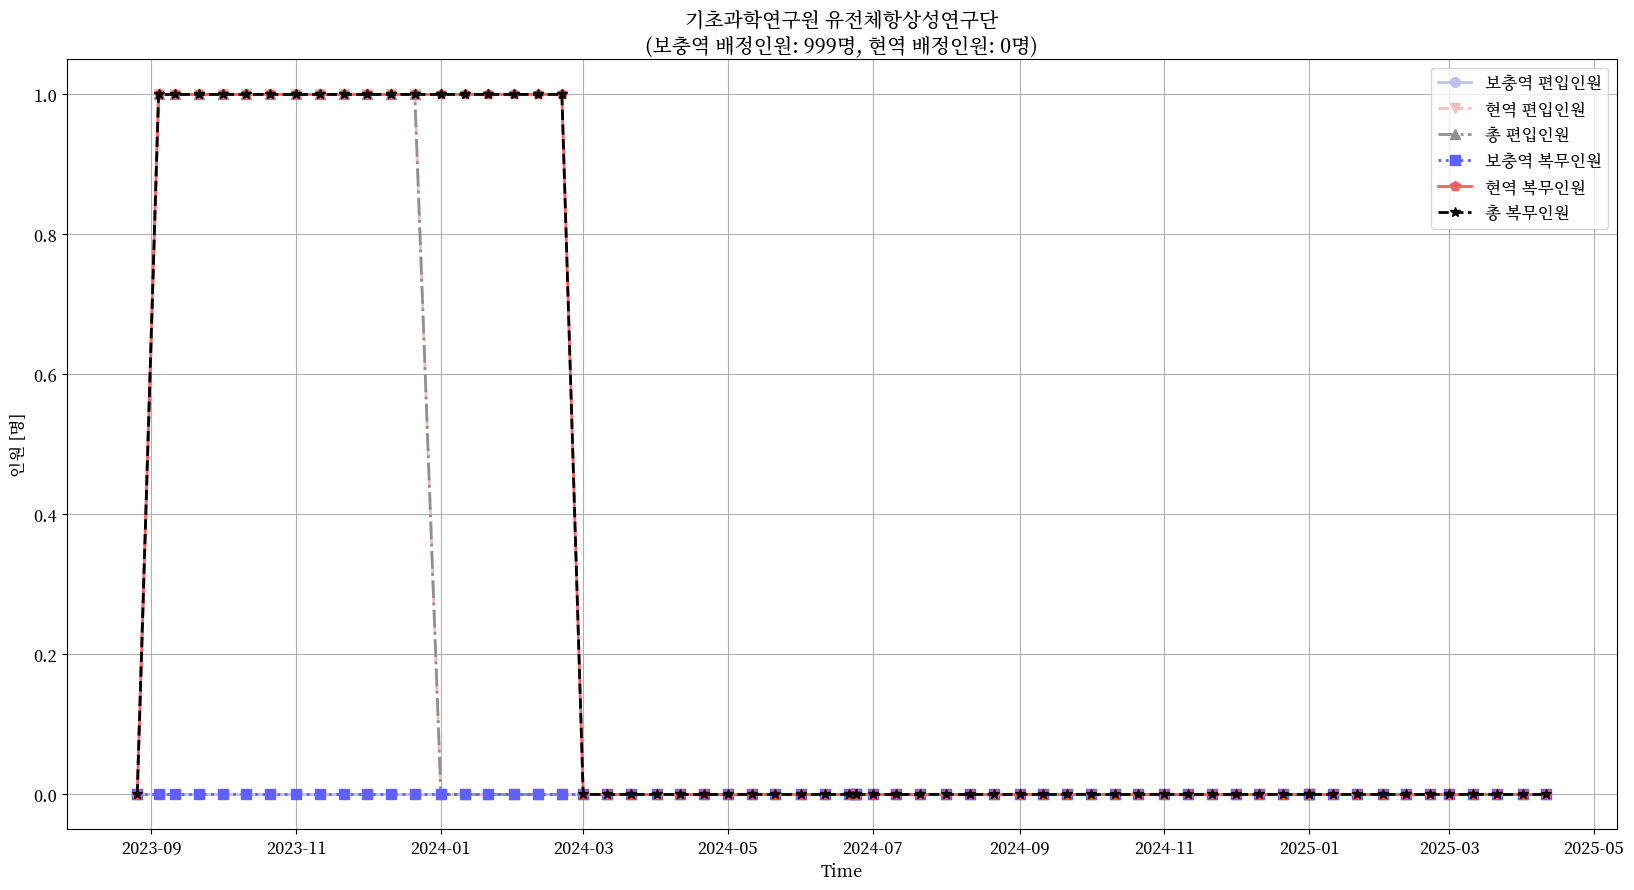 기초과학연구원 유전체항상성연구단
(보충역 배정인원: 999명, 현역 배정인원: 0명)
보충역 편입인원
현역 편입인원
총 편입인원
보충역 복무인원
현역 복무인원
총 복무인원
인원 [명]
1.0
0.8
0.6
0.4
0.2
0.0
2023-09
2023-11
2024-01
2024-03
2024-05
2024-07
2024-09
2024-11
2025-01
2025-03
2025-05
Time